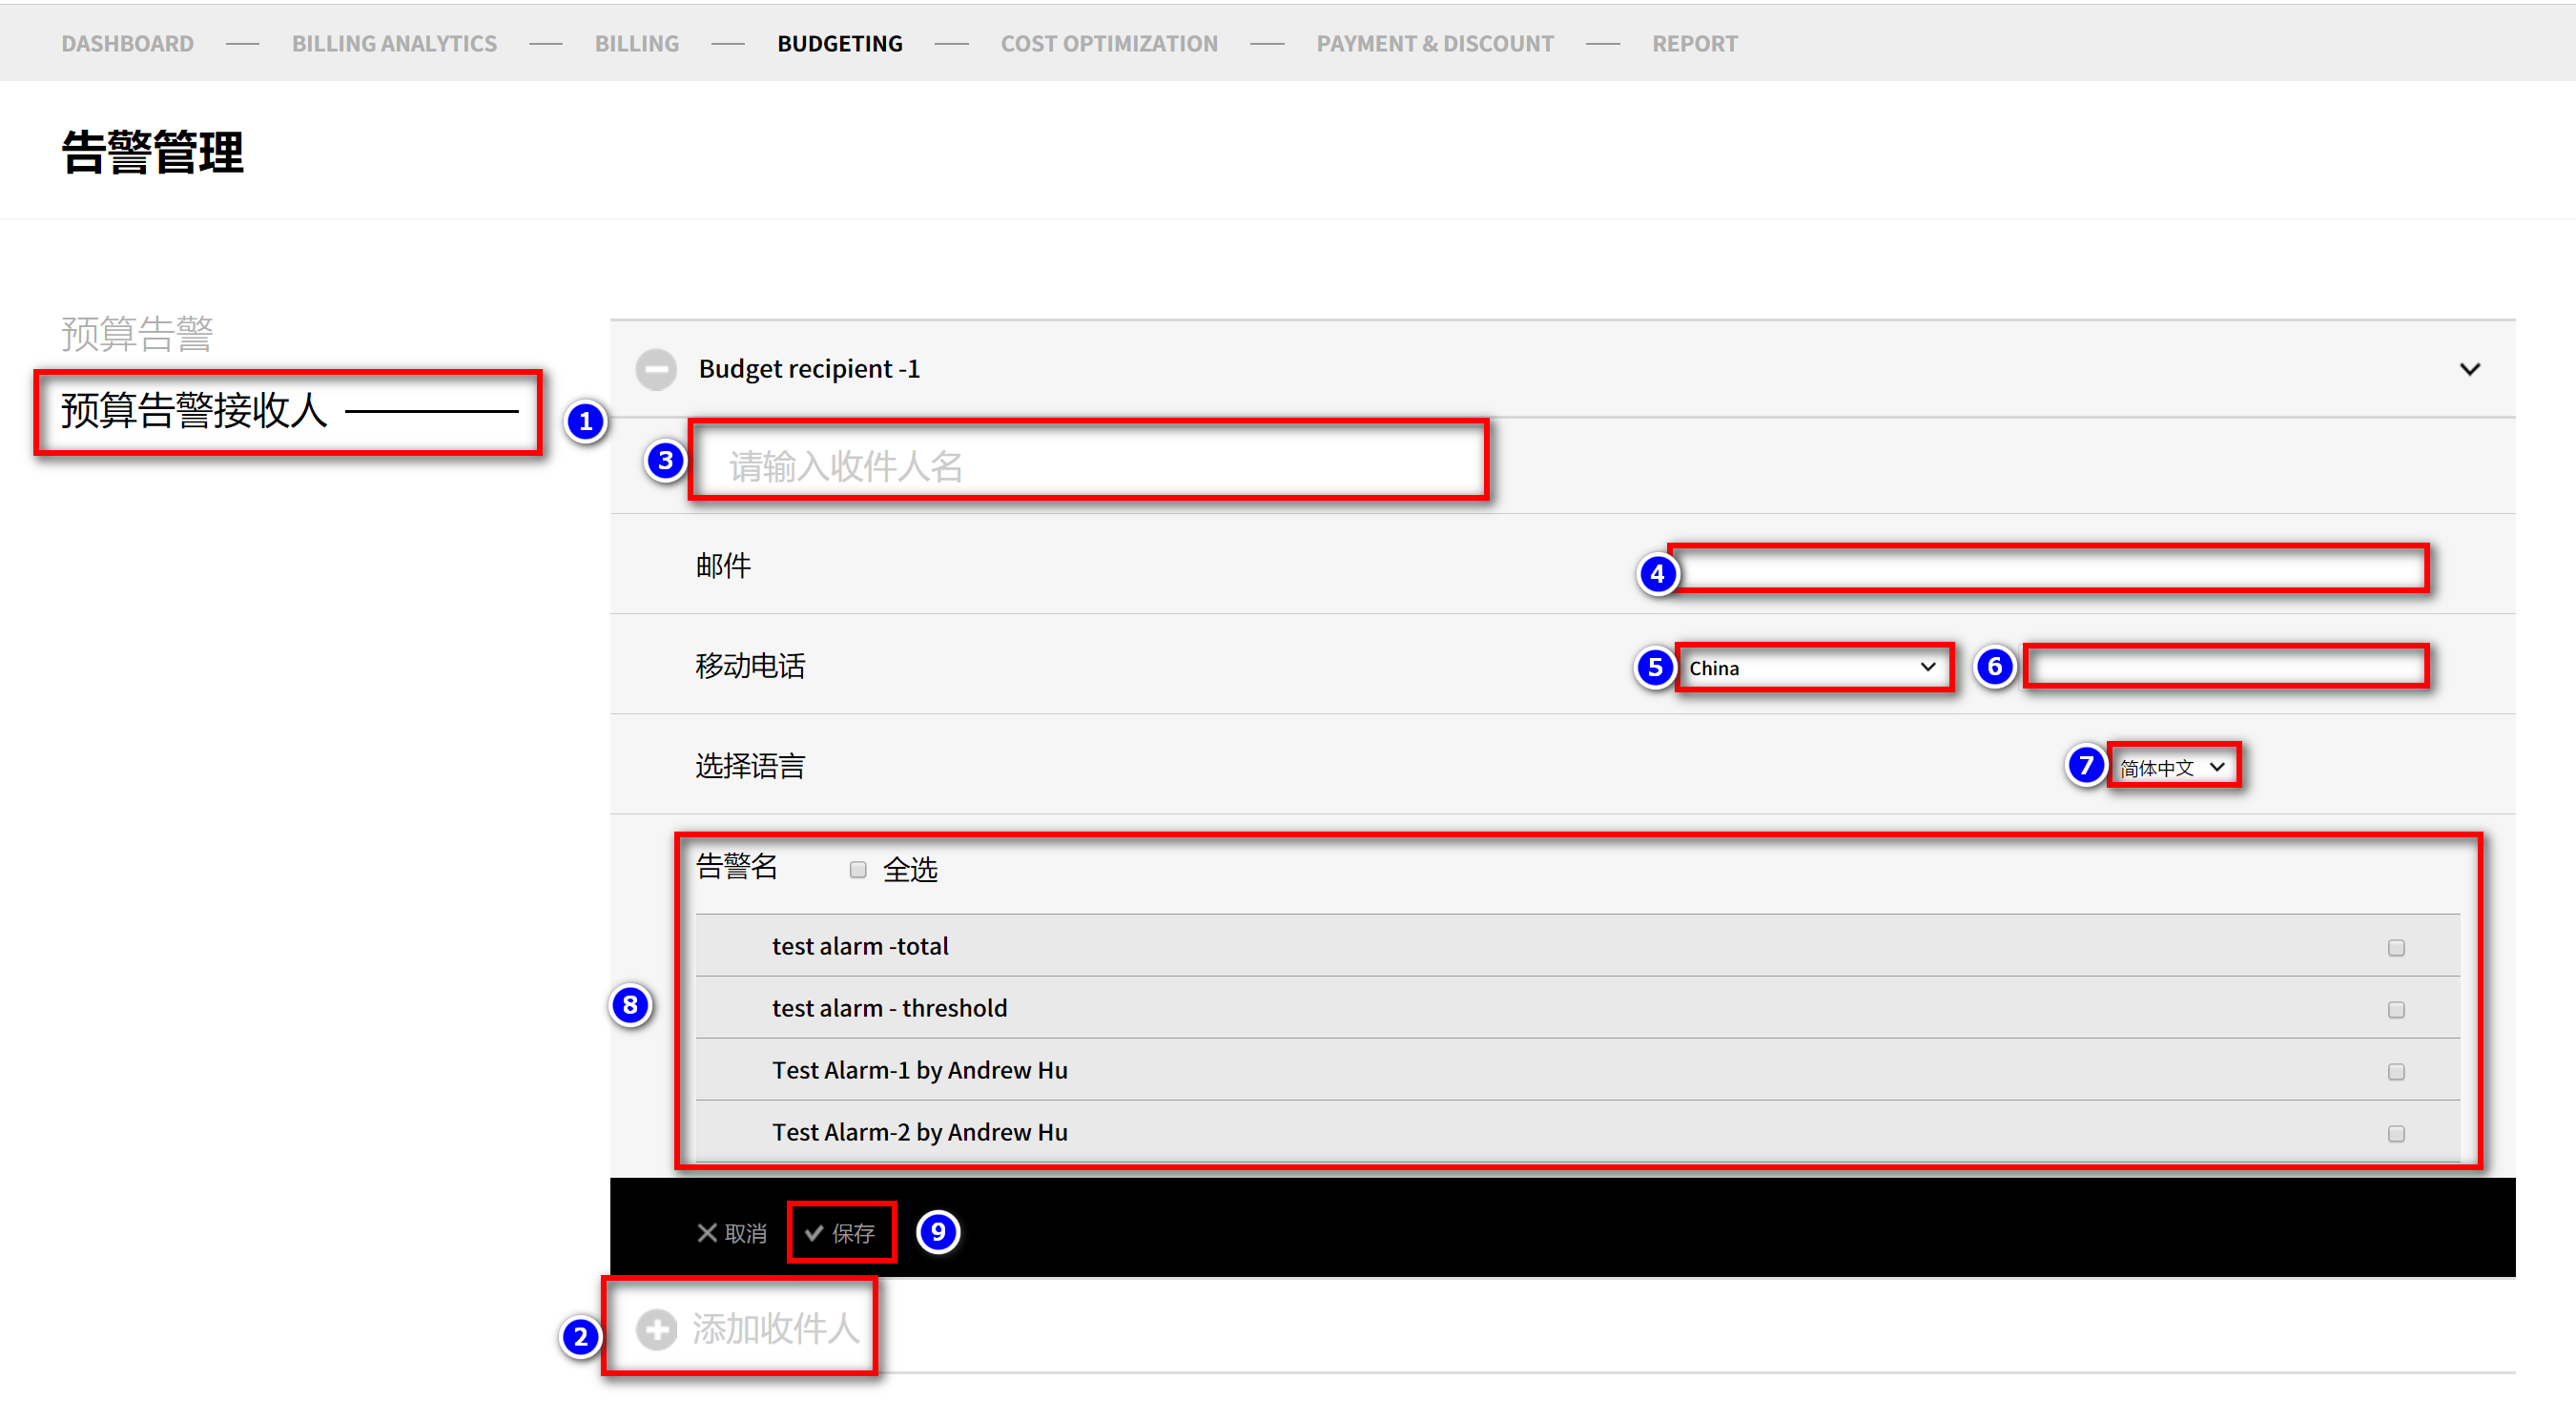 DASHBOARD — BILLING ANALYTICS — BILLING — BUDGETING — COST OPTIMIZATION — PAYMENT & DISCOUNT — REPORT
告警管理
预算告警
预算告警接收人
1
Budget recipient -1
3
请输入收件人名
邮件
4
移动电话
5
China
6
选择语言
7
简体中文
告警名
全选
test alarm -total
test alarm - threshold
8
Test Alarm-1 by Andrew Hu
Test Alarm-2 by Andrew Hu
取消
保存
9
2
添加收件人